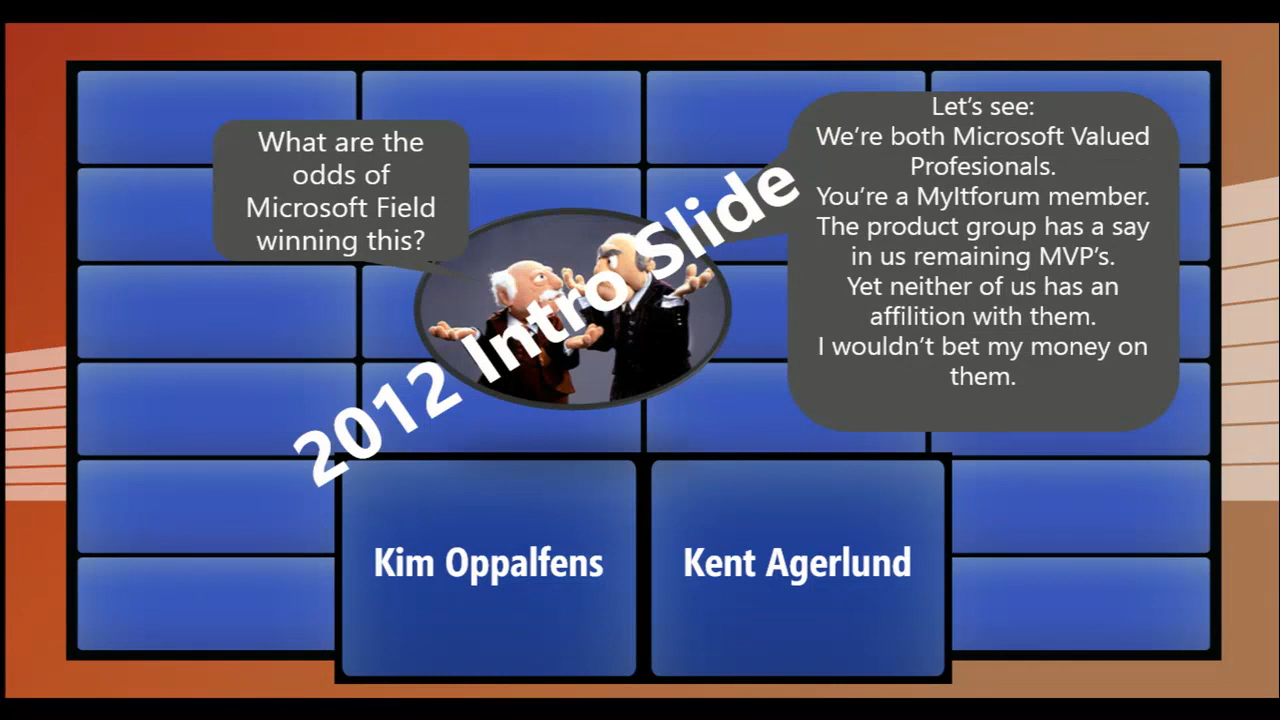 What are the
odds of
Microsoft Field
winning this?
Let's see:
We're both Microsoft Valued
Profesionals.
You're a MyItforum member.
The product group has a say
in us remaining MVP's.
Yet neither of us has an
affilition with them.
I wouldn't bet my money on
them.
2012 Intro Slide
Kim Oppalfens
Kent Agerlund